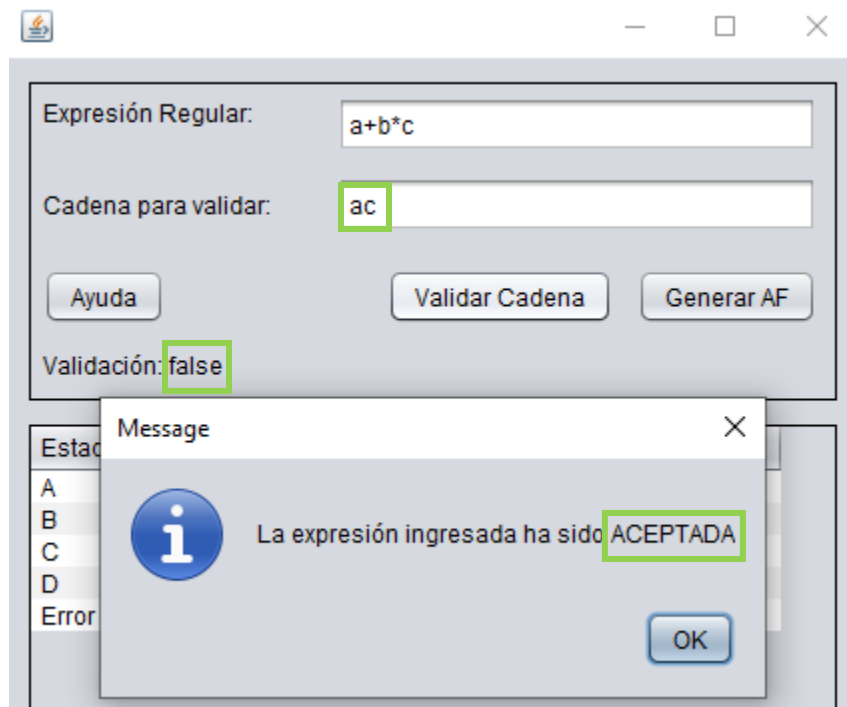 Expresión Regular: a+b*c
Cadena para validar: ac
Ayuda Validar Cadena Generar AF
Validación: false
Message
Estad
A
B
C
D
Error
La expresión ingresada ha sido ACEPTADA
OK